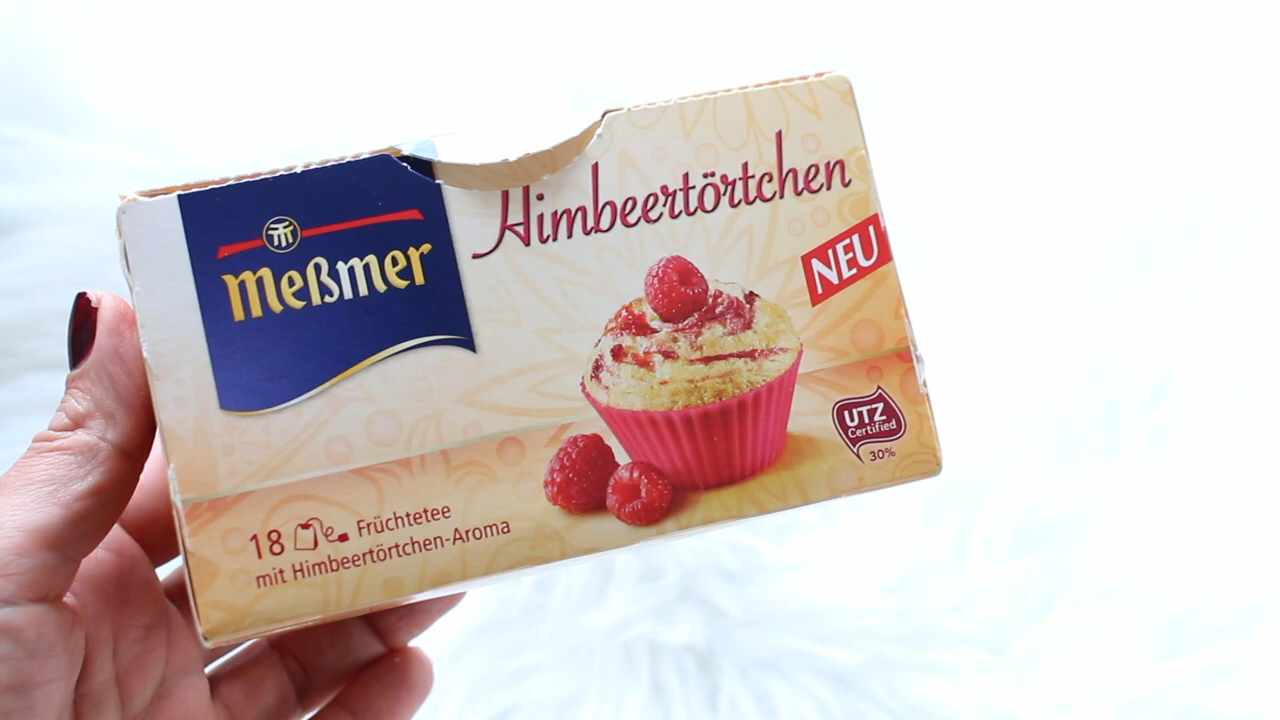 Himbeertörtchen
meßmer
NEU
UTZ
Certified
30%
18 Früchtetee
mit Himbeertörtchen-Aroma